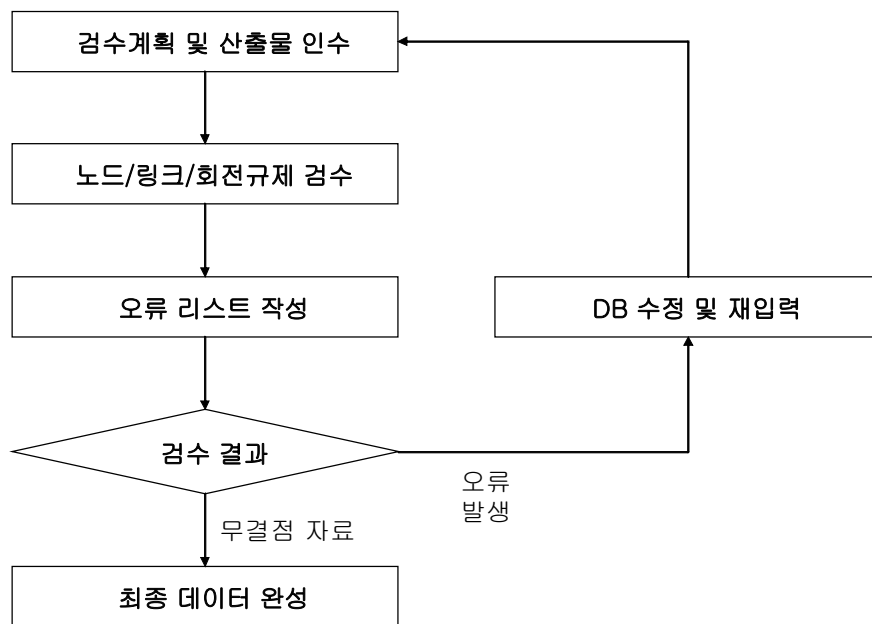 검수계획 및 산출물 인수
노드/링크/회전규제 검수
오류 리스트 작성
DB 수정 및 재입력
검수 결과
오류
발생
무결점 자료
최종 데이터 완성